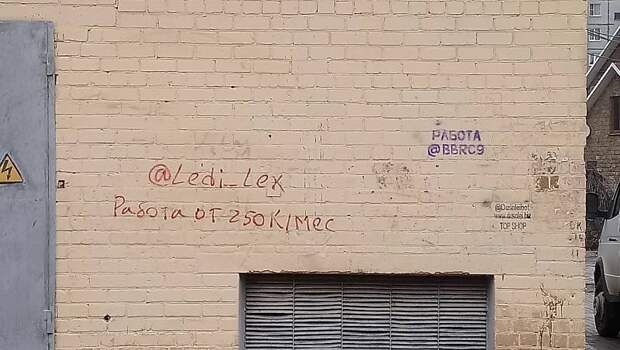 РАБОТА
@BBRC9
@Ledi_Lex
Работа от 250К/мес
TOP SHOP